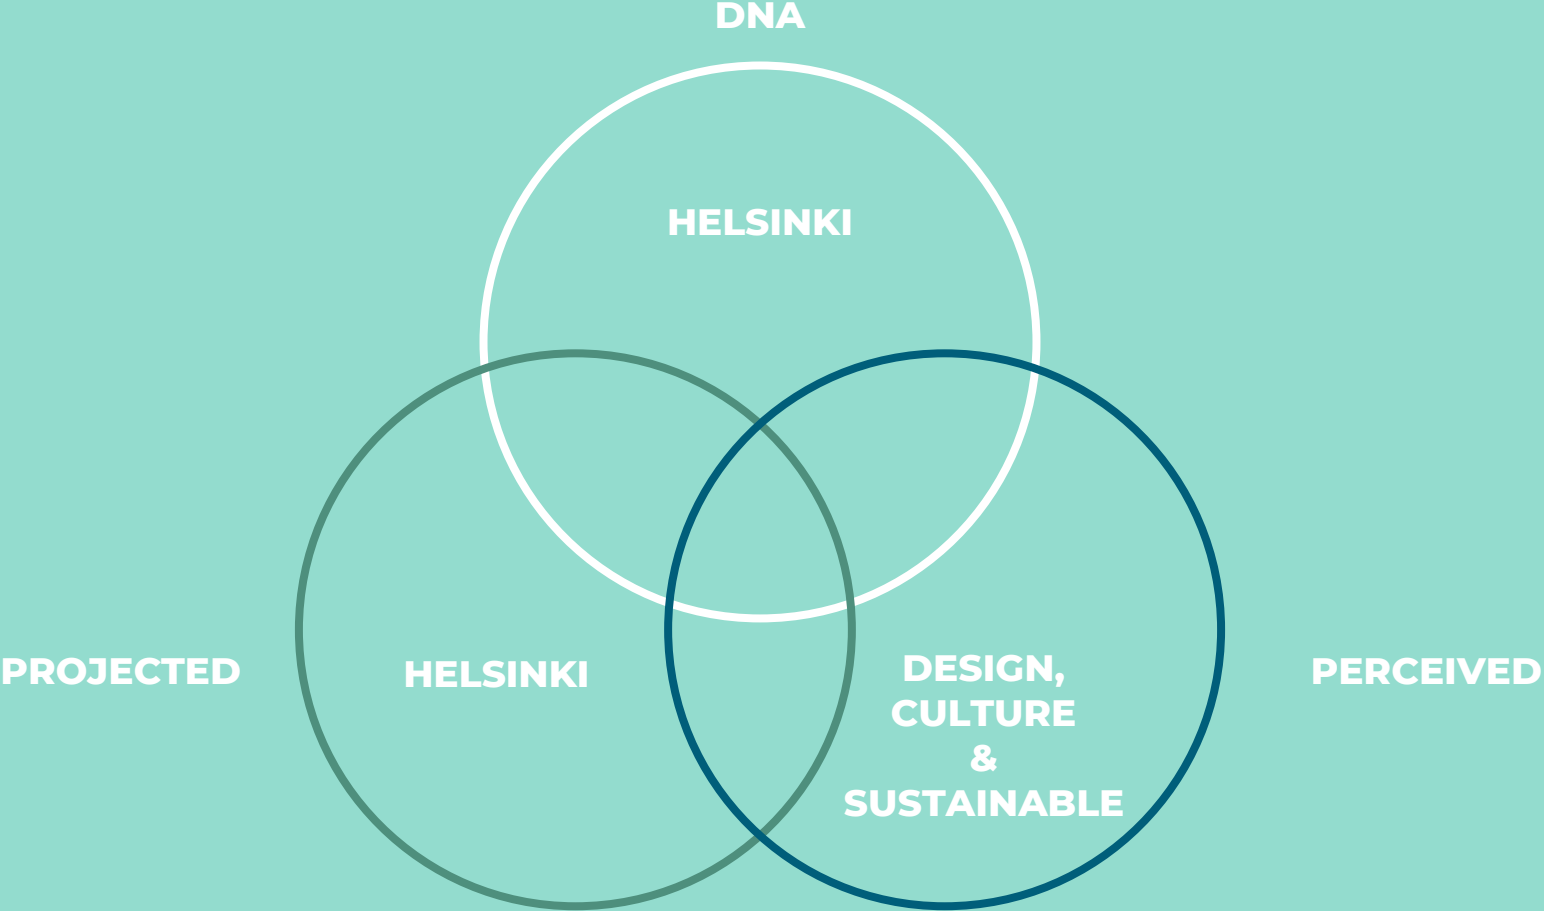 DNA
HELSINKI
PROJECTED
HELSINKI
DESIGN,
CULTURE
&
SUSTAINABLE
PERCEIVED